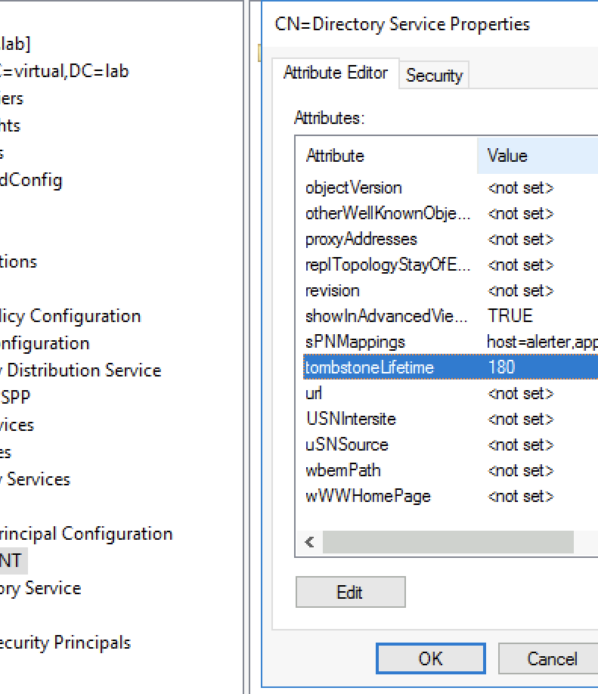 lab]
C=virtual,DC=lab
iers
hts
s
dConfig
tions
licy Configuration
onfiguration
y Distribution Service
SPP
vices
es
y Services
rincipal Configuration
NT
ory Service
ecurity Principals
CN=Directory Service Properties
Attribute Editor Security
Attributes:
Attribute Value
objectVersion <not set>
otherWellKnownObje... <not set>
proxyAddresses <not set>
replTopologyStayOfE... <not set>
revision <not set>
showInAdvancedVie... TRUE
sPNMappings host=alerter,app
tombstoneLifetime 180
url <not set>
USNIntersite <not set>
uSNSource <not set>
wbemPath <not set>
wWWHomePage <not set>
Edit
OK Cancel